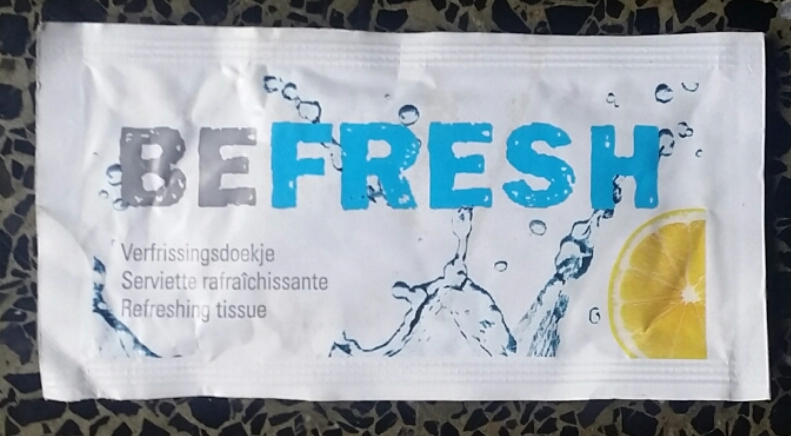 BEFRESH
Verfrissingsdoekje
Serviette rafraîchissante
Refreshing tissue